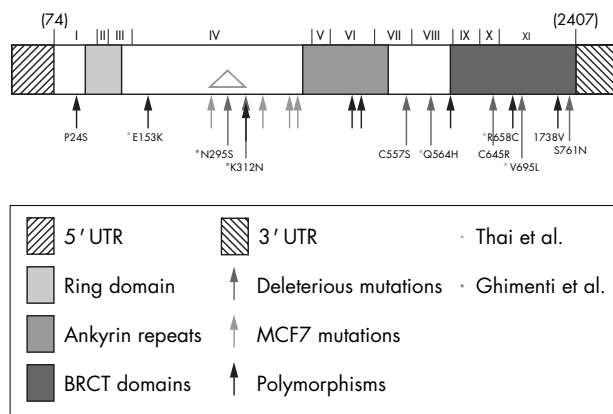 (74) (2407)
I II III IV V VI VII VIII IX X XI
P24S *E153K *N295S *K312N C557S *Q564H *R658C C645R *V695L 1738V S761N
5' UTR 3' UTR * Thai et al.
Ring domain Deleterious mutations * Ghimenti et al.
Ankyrin repeats MCF7 mutations
BRCT domains Polymorphisms